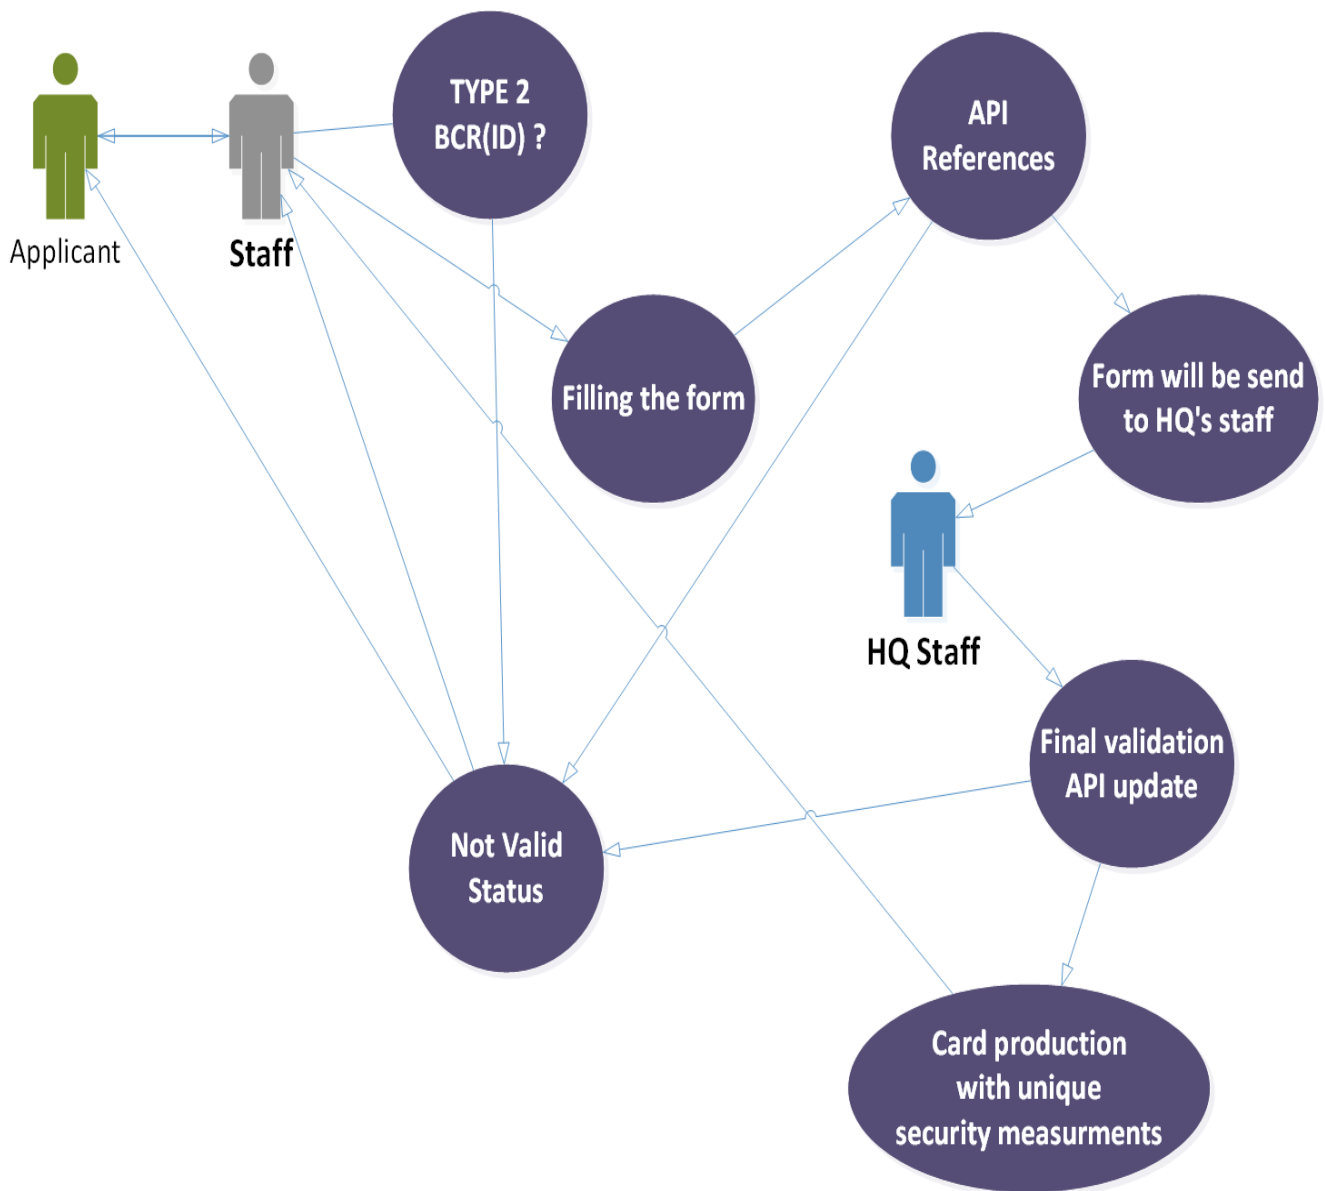 TYPE 2
BCR(ID) ?
API
References
Applicant
Staff
Filling the form
Form will be send
to HQ's staff
HQ Staff
Final validation
API update
Not Valid
Status
Card production
with unique
security measurments